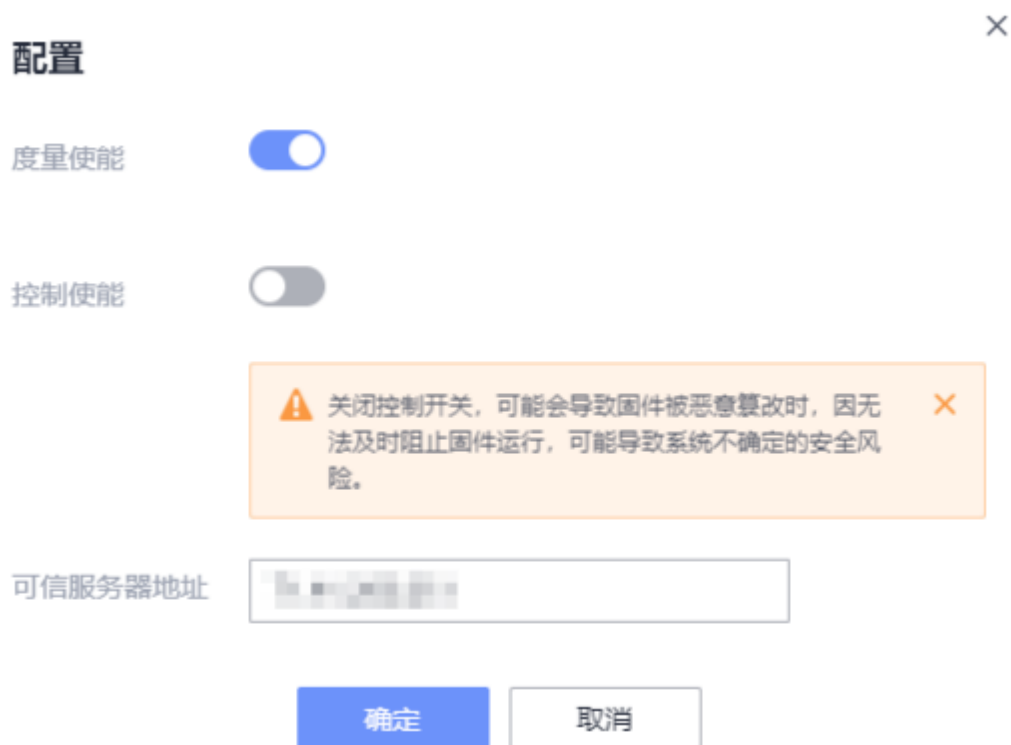 配置
度量使能
控制使能
关闭控制开关，可能会导致固件被恶意篡改时，因无
法及时阻止固件运行，可能导致系统不确定的安全风
险。
可信服务器地址
确定
取消